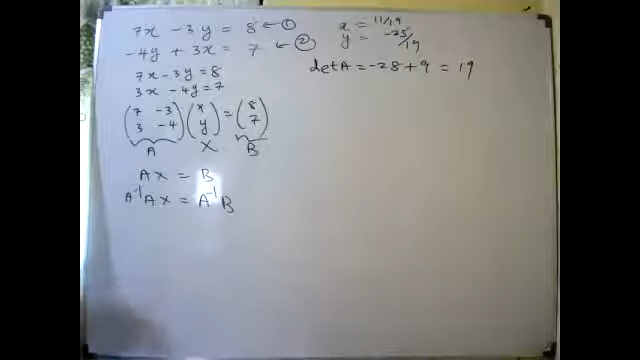 7x - 3y = 8 ← ①
-4y + 3x = 7 ← ②
7x - 3y = 8
3x - 4y = 7
(7 -3) (x) = (8)
(3 -4) (y) (7)
A X B
AX = B
A⁻¹AX = A⁻¹B
x = 11/19
y = -25/19
det A = -28 + 9 = 19